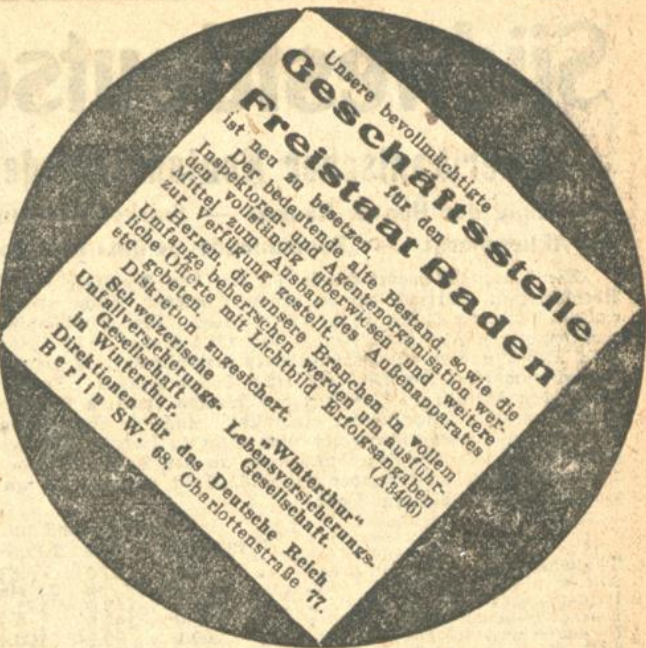 Unsere bevollmächtigte
Geschäftsstelle
für den
Freistaat Baden
ist neu zu besetzen.
Der bedeutende alte Bestand, sowie die
Inspektoren- und Agentenorganisation wer-
den vollständig überwiesen und weitere
Mittel zum Ausbau des Außenapparates
zur Verfügung gestellt.
Herren, die unsere Branchen in vollem
Umfange beherrschen, werden um ausführ-
liche Offerte mit Lichtbild, Erfolgsangaben
etc. gebeten. (A3406)
Diskretion zugesichert.
Schweizerische „Winterthur“
Unfallversicherungs- Lebensversicherungs-
Gesellschaft Gesellschaft.
in Winterthur.
Direktionen für das Deutsche Reich
Berlin SW. 68, Charlottenstraße 77.